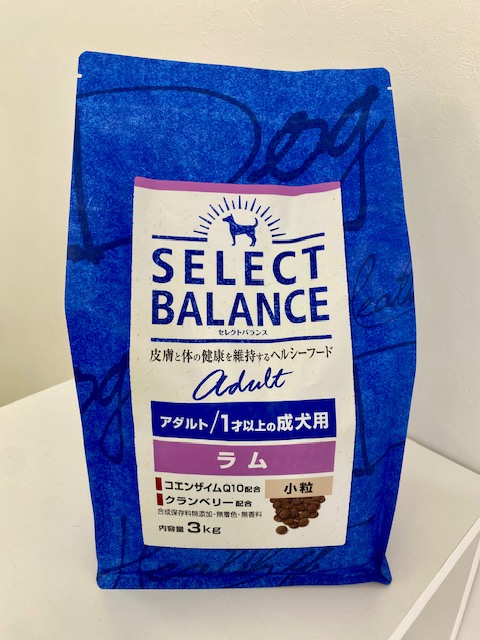 Dog
SELECT
BALANCE
セレクトバランス
皮膚と体の健康を維持するヘルシーフード
adult
アダルト/1才以上の成犬用
ラム
コエンザイムQ10配合
クランベリー配合
小粒
合成保存料無添加・無着色・無香料
内容量3kg